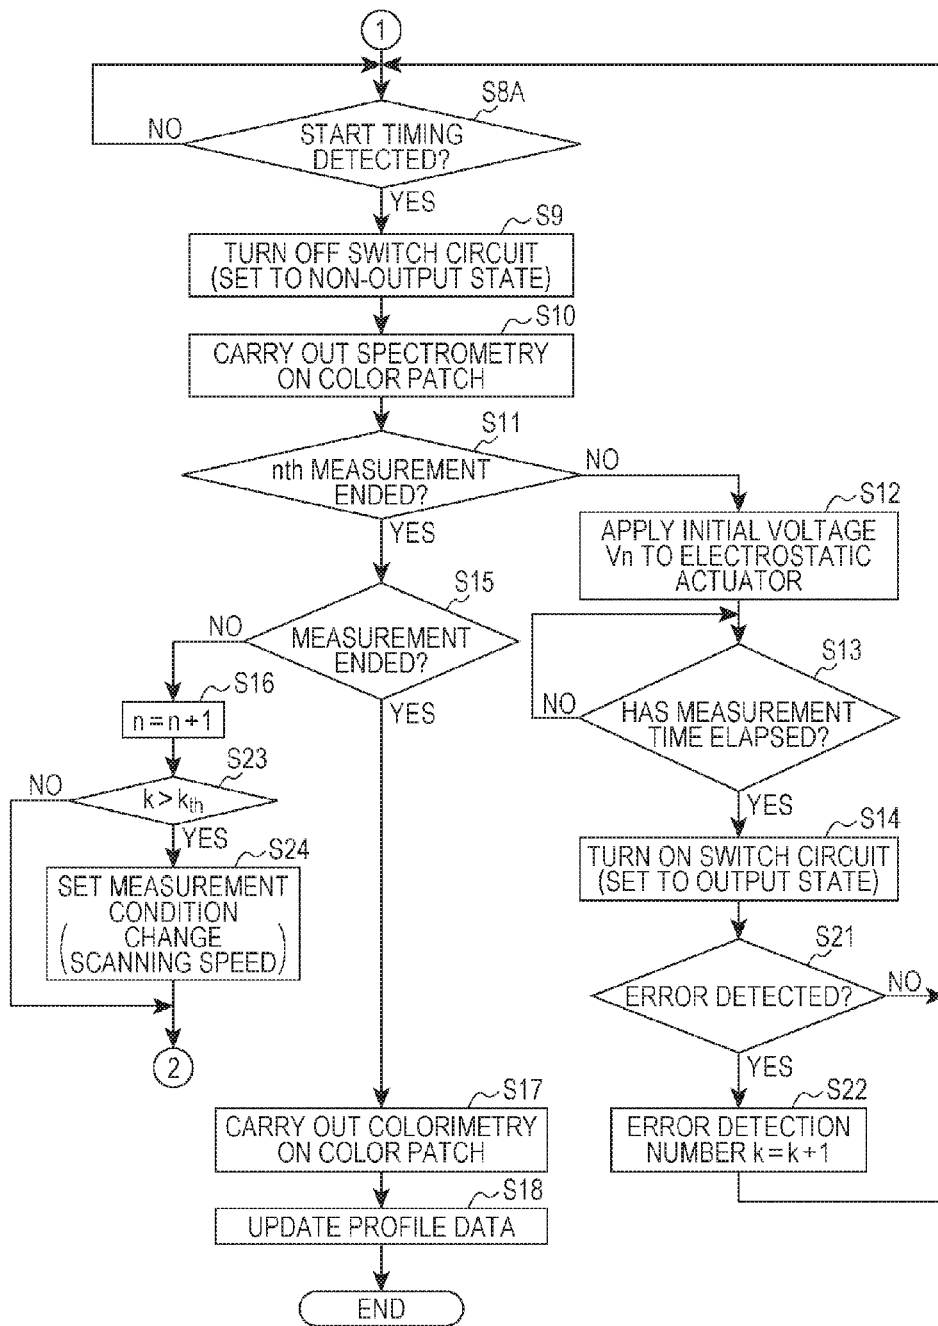 1
S8A
NO
START TIMING
DETECTED?
YES
S9
TURN OFF SWITCH CIRCUIT
(SET TO NON-OUTPUT STATE)
S10
CARRY OUT SPECTROMETRY
ON COLOR PATCH
S11
nth MEASUREMENT
ENDED?
NO
YES
S12
APPLY INITIAL VOLTAGE
Vn TO ELECTROSTATIC
ACTUATOR
S15
NO
MEASUREMENT
ENDED?
YES
S13
NO
HAS MEASUREMENT
TIME ELAPSED?
YES
S16
n=n+1
S23
NO
k>kth
YES
S24
SET MEASUREMENT
CONDITION
CHANGE
(SCANNING SPEED)
2
S14
TURN ON SWITCH CIRCUIT
(SET TO OUTPUT STATE)
S21
ERROR DETECTED?
NO
YES
S22
ERROR DETECTION
NUMBER k=k+1
S17
CARRY OUT COLORIMETRY
ON COLOR PATCH
S18
UPDATE PROFILE DATA
END